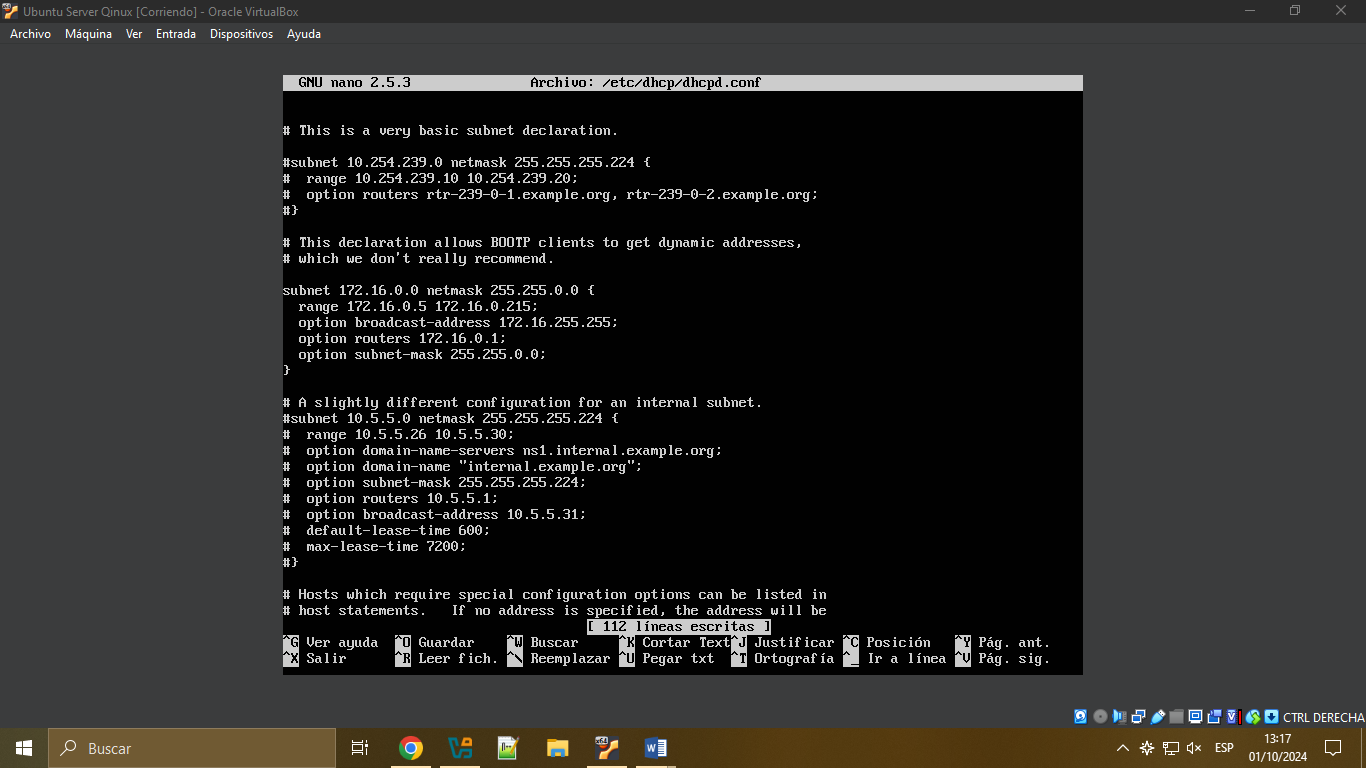 Ubuntu Server Qinux [Corriendo] - Oracle VirtualBox
Archivo Máquina Ver Entrada Dispositivos Ayuda
GNU nano 2.5.3 Archivo: /etc/dhcp/dhcpd.conf
# This is a very basic subnet declaration.
#subnet 10.254.239.0 netmask 255.255.255.224 {
#  range 10.254.239.10 10.254.239.20;
#  option routers rtr-239-0-1.example.org, rtr-239-0-2.example.org;
#}
# This declaration allows BOOTP clients to get dynamic addresses,
# which we don't really recommend.
subnet 172.16.0.0 netmask 255.255.0.0 {
  range 172.16.0.5 172.16.0.215;
  option broadcast-address 172.16.255.255;
  option routers 172.16.0.1;
  option subnet-mask 255.255.0.0;
}
# A slightly different configuration for an internal subnet.
#subnet 10.5.5.0 netmask 255.255.255.224 {
#  range 10.5.5.26 10.5.5.30;
#  option domain-name-servers ns1.internal.example.org;
#  option domain-name "internal.example.org";
#  option subnet-mask 255.255.255.224;
#  option routers 10.5.5.1;
#  option broadcast-address 10.5.5.31;
#  default-lease-time 600;
#  max-lease-time 7200;
#}
# Hosts which require special configuration options can be listed in
# host statements.   If no address is specified, the address will be
[ 112 líneas escritas ]
^G Ver ayuda ^O Guardar ^W Buscar ^K Cortar Text ^J Justificar ^C Posición ^Y Pág. ant.
^X Salir ^R Leer fich. ^\ Reemplazar ^U Pegar txt ^T Ortografía ^_ Ir a línea ^V Pág. sig.
CTRL DERECHA
Buscar
ESP
13:17
01/10/2024